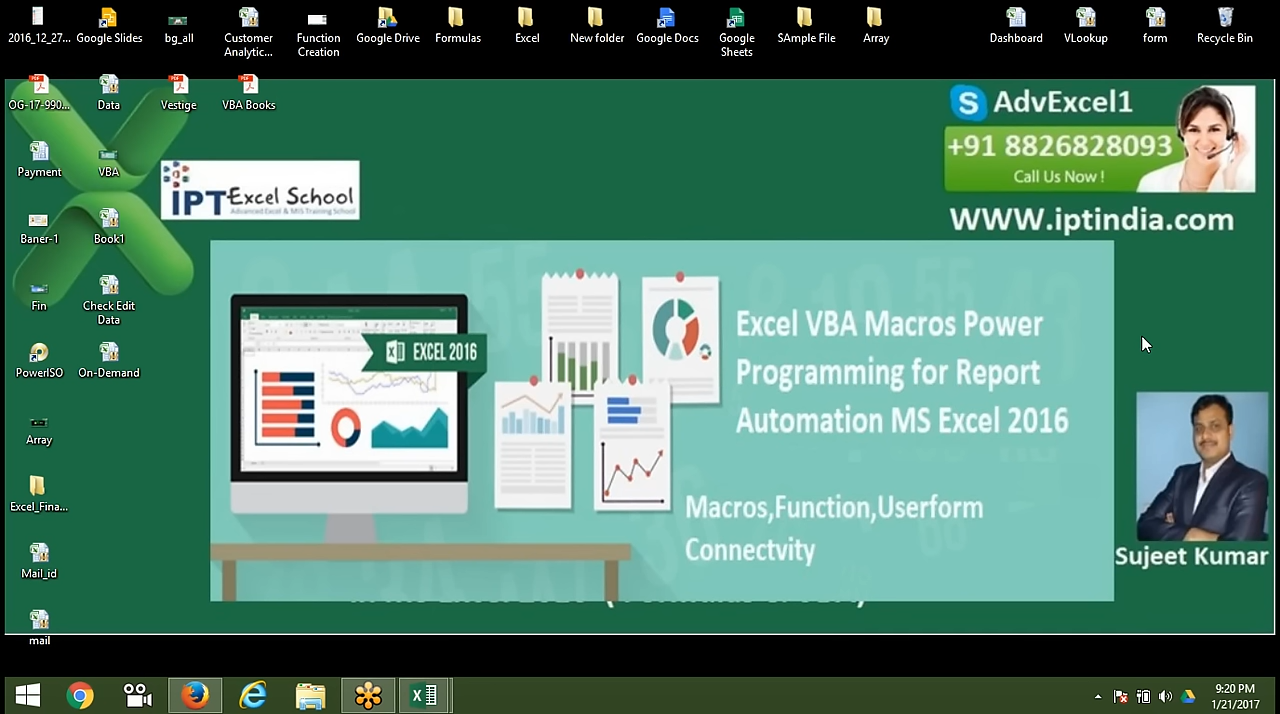 2016_12_27...
Google Slides
bg_all
Customer
Analytic...
Function
Creation
Google Drive
Formulas
Excel
New folder
Google Docs
Google
Sheets
SAmple File
Array
Dashboard
VLookup
form
Recycle Bin
OG-17-990...
Data
Vestige
VBA Books
Payment
VBA
Baner-1
Book1
Fin
Check Edit
Data
PowerISO
On-Demand
Array
Excel_Fina...
Mail_id
mail
IPT Excel School
Advanced Excel & MIS Training School
AdvExcel1
+91 8826828093
Call Us Now !
WWW.iptindia.com
EXCEL 2016
Excel VBA Macros Power
Programming for Report
Automation MS Excel 2016
Macros,Function,Userform
Connectvity
Sujeet Kumar
9:20 PM
1/21/2017